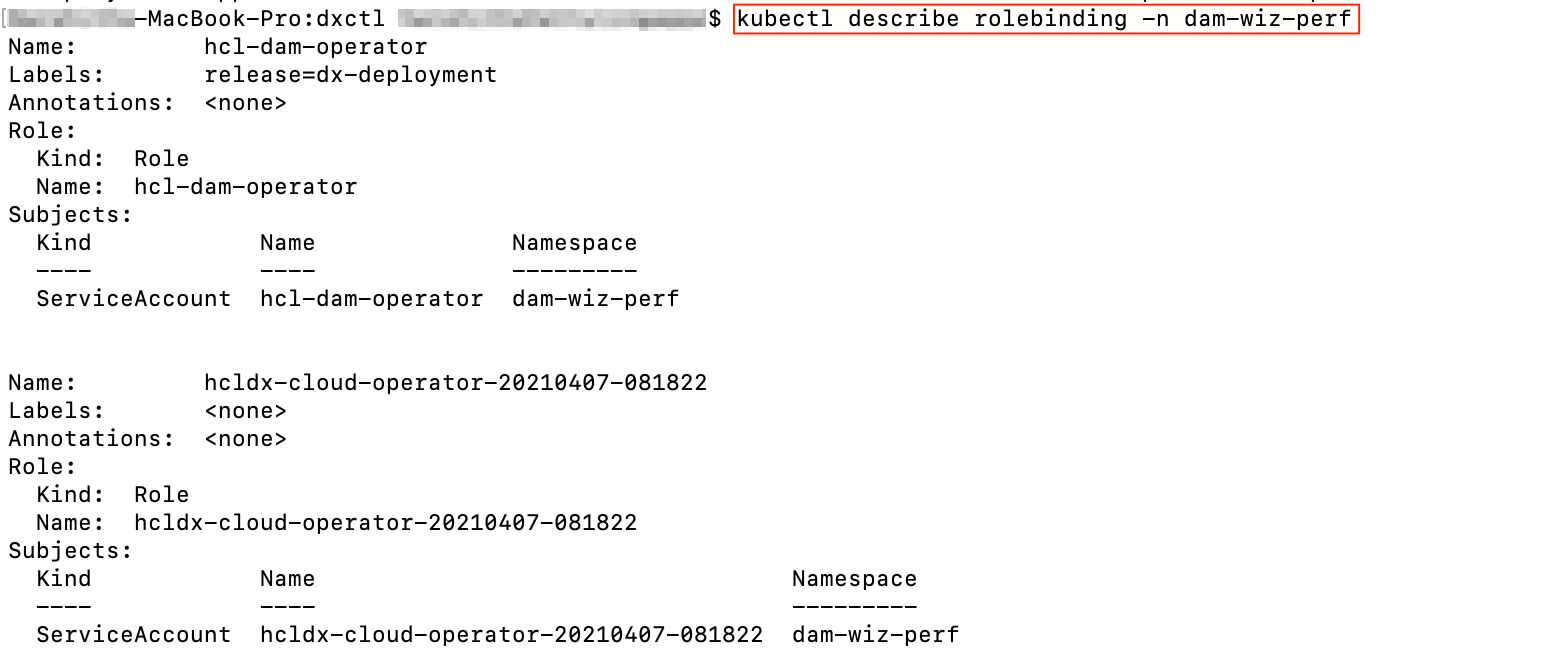 -MacBook-Pro:dxctl $ kubectl describe rolebinding -n dam-wiz-perf
Name:         hcl-dam-operator
Labels:       release=dx-deployment
Annotations:  <none>
Role:
  Kind:  Role
  Name:  hcl-dam-operator
Subjects:
  Kind            Name              Namespace
  ----            ----              ---------
  ServiceAccount  hcl-dam-operator  dam-wiz-perf
Name:         hcldx-cloud-operator-20210407-081822
Labels:       <none>
Annotations:  <none>
Role:
  Kind:  Role
  Name:  hcldx-cloud-operator-20210407-081822
Subjects:
  Kind            Name                                  Namespace
  ----            ----                                  ---------
  ServiceAccount  hcldx-cloud-operator-20210407-081822  dam-wiz-perf